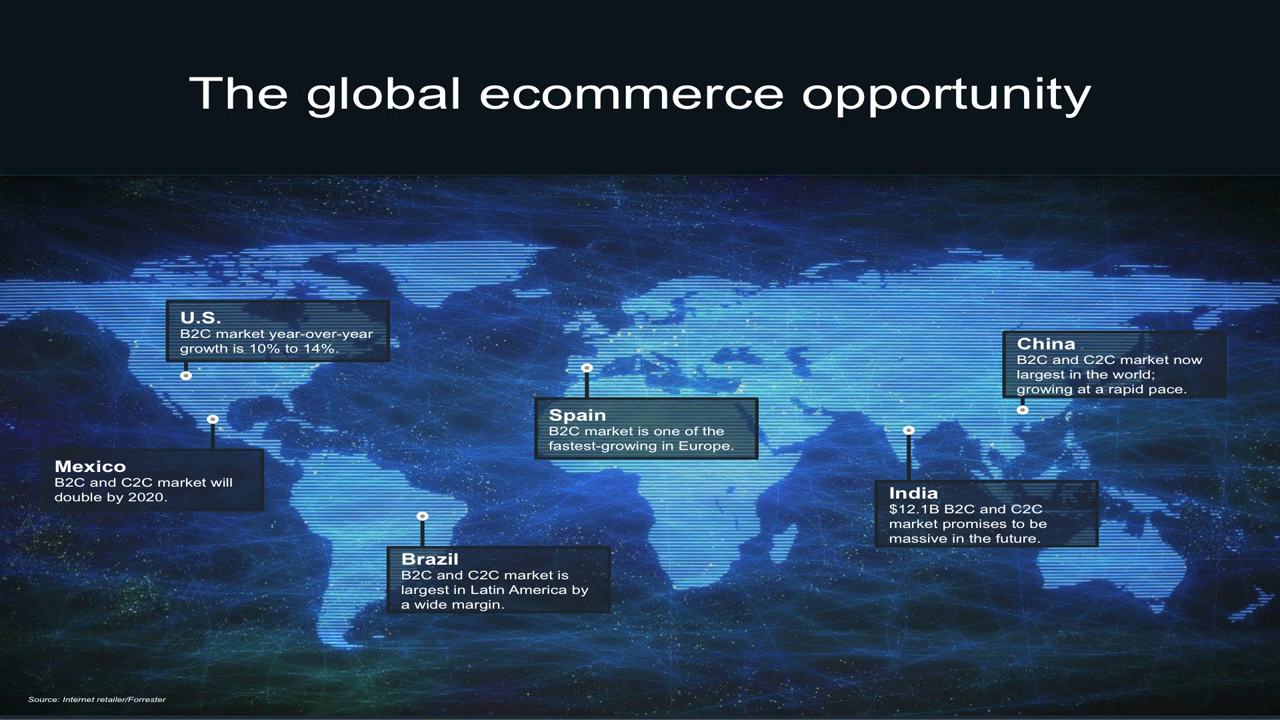 The global ecommerce opportunity
U.S.
B2C market year-over-year
growth is 10% to 14%.
China
B2C and C2C market now
largest in the world;
growing at a rapid pace.
Spain
B2C market is one of the
fastest-growing in Europe.
Mexico
B2C and C2C market will
double by 2020.
India
$12.1B B2C and C2C
market promises to be
massive in the future.
Brazil
B2C and C2C market is
largest in Latin America by
a wide margin.
Source: Internet retailer/Forrester